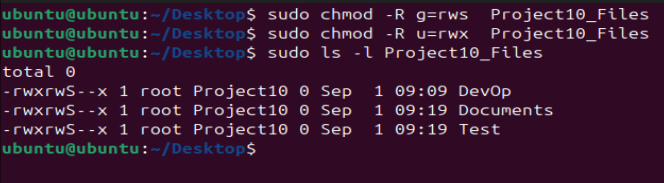 ubuntu@ubuntu:~/Desktop$ sudo chmod -R g=rws  Project10_Files
ubuntu@ubuntu:~/Desktop$ sudo chmod -R u=rwx  Project10_Files
ubuntu@ubuntu:~/Desktop$ sudo ls -l Project10_Files
total 0
-rwxrwS--x 1 root Project10 0 Sep  1 09:09 DevOp
-rwxrwS--x 1 root Project10 0 Sep  1 09:19 Documents
-rwxrwS--x 1 root Project10 0 Sep  1 09:19 Test
ubuntu@ubuntu:~/Desktop$